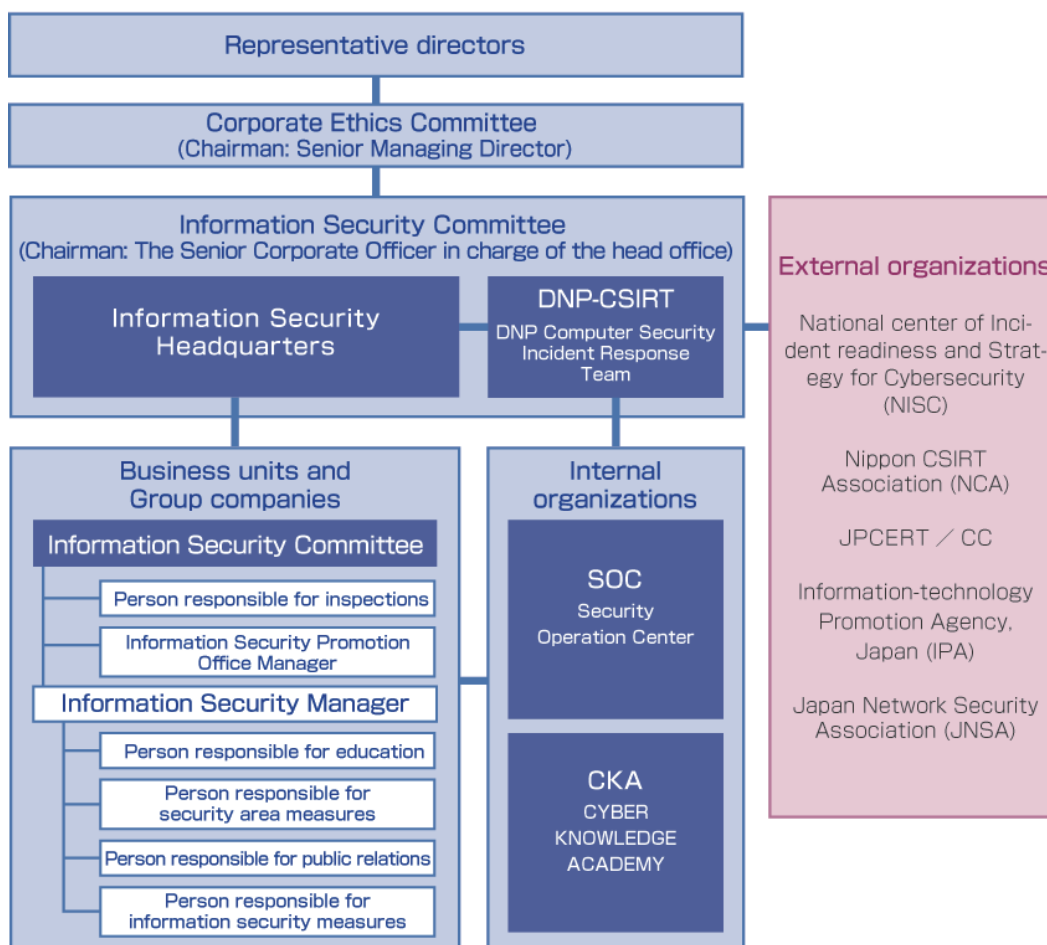 Representative directors
Corporate Ethics Committee
(Chairman: Senior Managing Director)
Information Security Committee
(Chairman: The Senior Corporate Officer in charge of the head office)
Information Security
Headquarters
DNP-CSIRT
DNP Computer Security
Incident Response
Team
Business units and
Group companies
Information Security Committee
Person responsible for inspections
Information Security Promotion
Office Manager
Information Security Manager
Person responsible for education
Person responsible for
security area measures
Person responsible for public relations
Person responsible for
information security measures
Internal
organizations
SOC
Security
Operation Center
CKA
CYBER
KNOWLEDGE
ACADEMY
External organizations
National center of Inci-
dent readiness and Strat-
egy for Cybersecurity
(NISC)
Nippon CSIRT
Association (NCA)
JPCERT／CC
Information-technology
Promotion Agency,
Japan (IPA)
Japan Network Security
Association (JNSA)